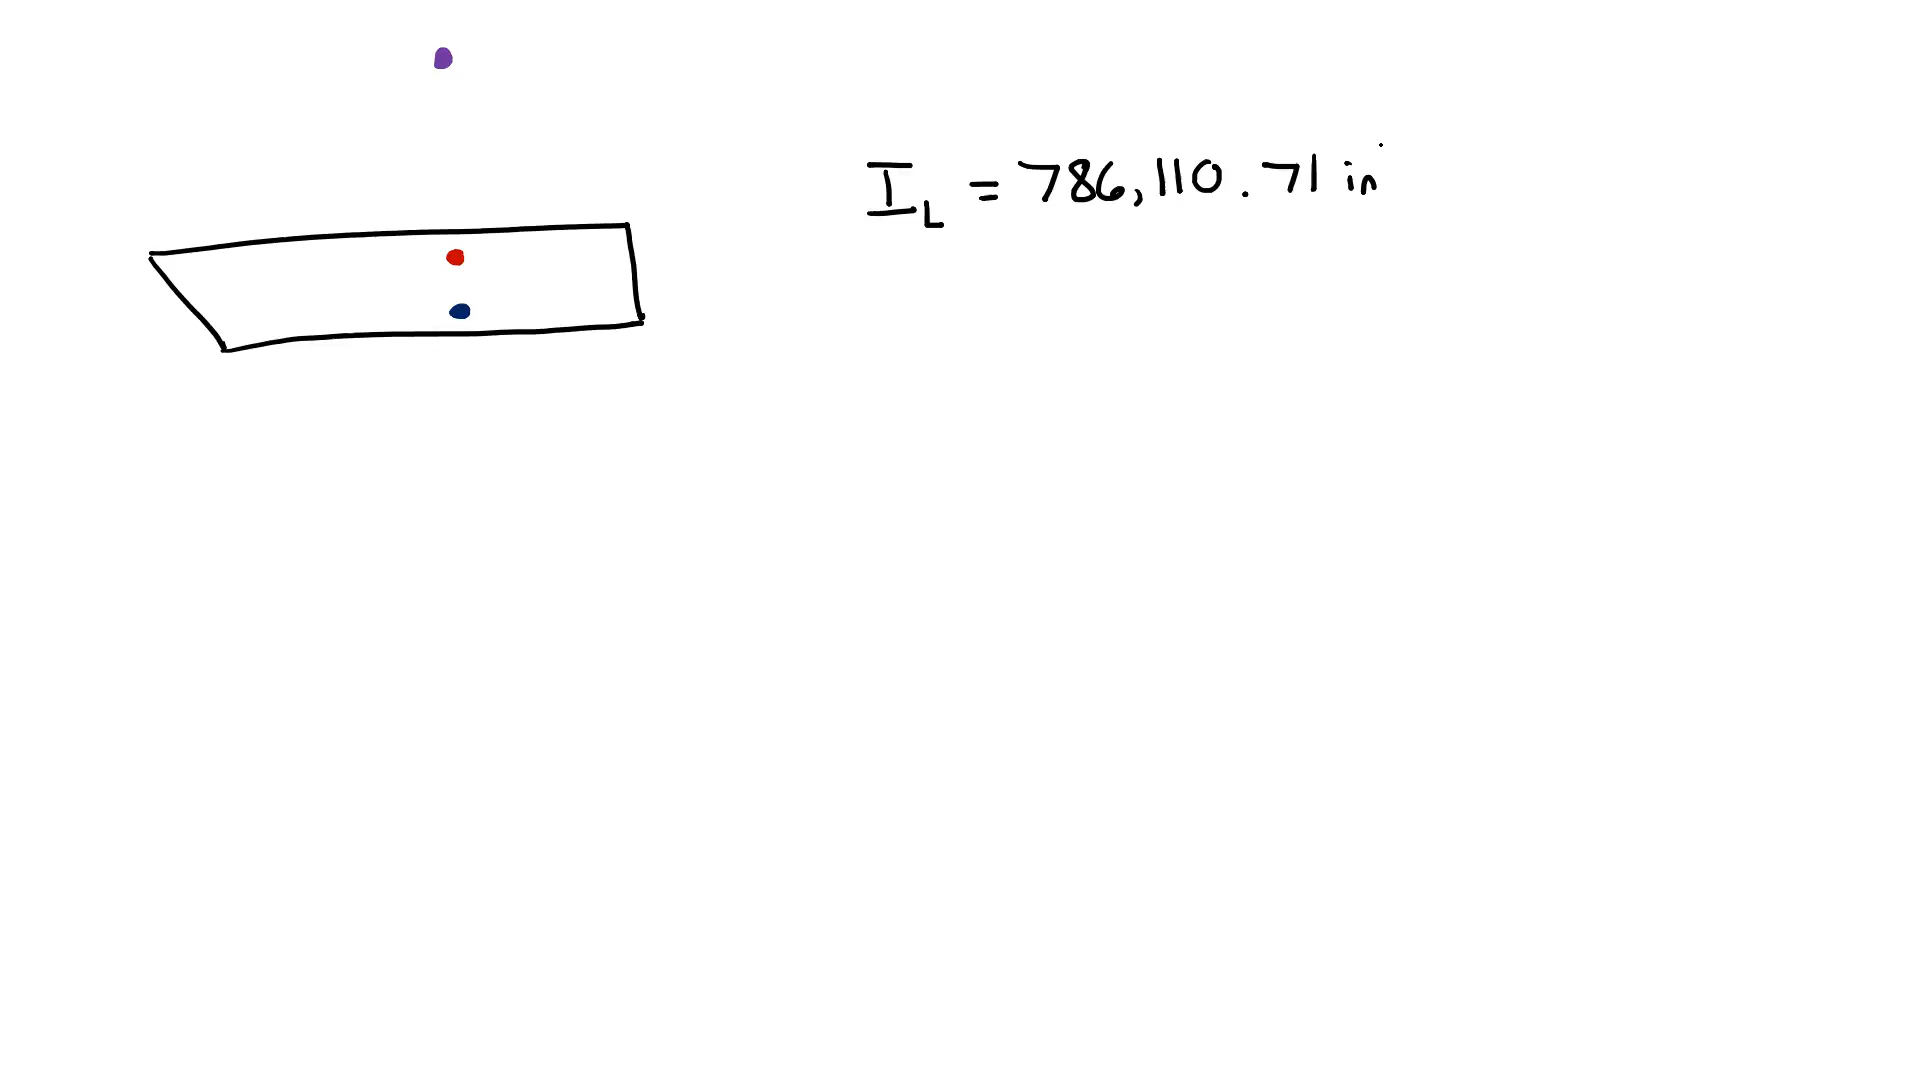 I_L = 786,110.71 in